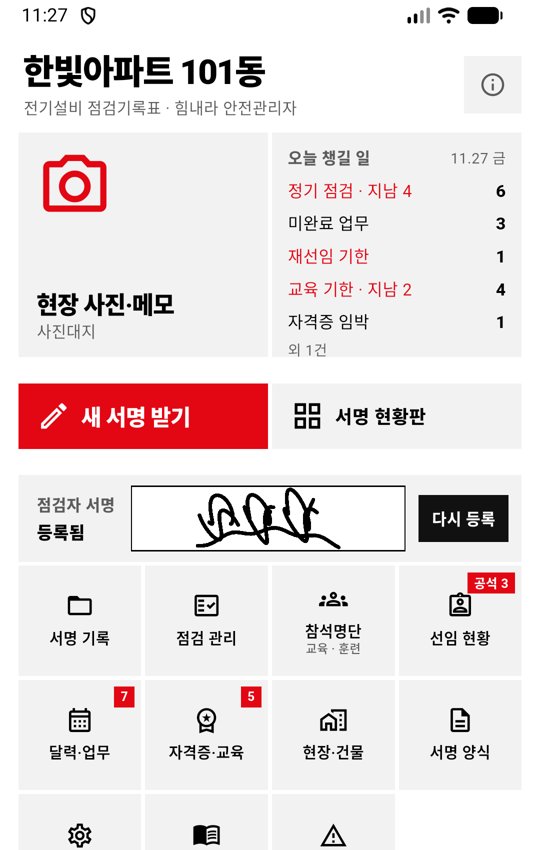 11:27
한빛아파트 101동
전기설비 점검기록표 · 힘내라 안전관리자
현장 사진·메모
사진대지
오늘 챙길 일 11.27 금
정기 점검 · 지남 4 6
미완료 업무 3
재선임 기한 1
교육 기한 · 지남 2 4
자격증 임박 1
외 1건
새 서명 받기
서명 현황판
점검자 서명
등록됨
다시 등록
서명 기록
점검 관리
참석명단
교육 · 훈련
공석 3
선임 현황
7
달력·업무
5
자격증·교육
현장·건물
서명 양식